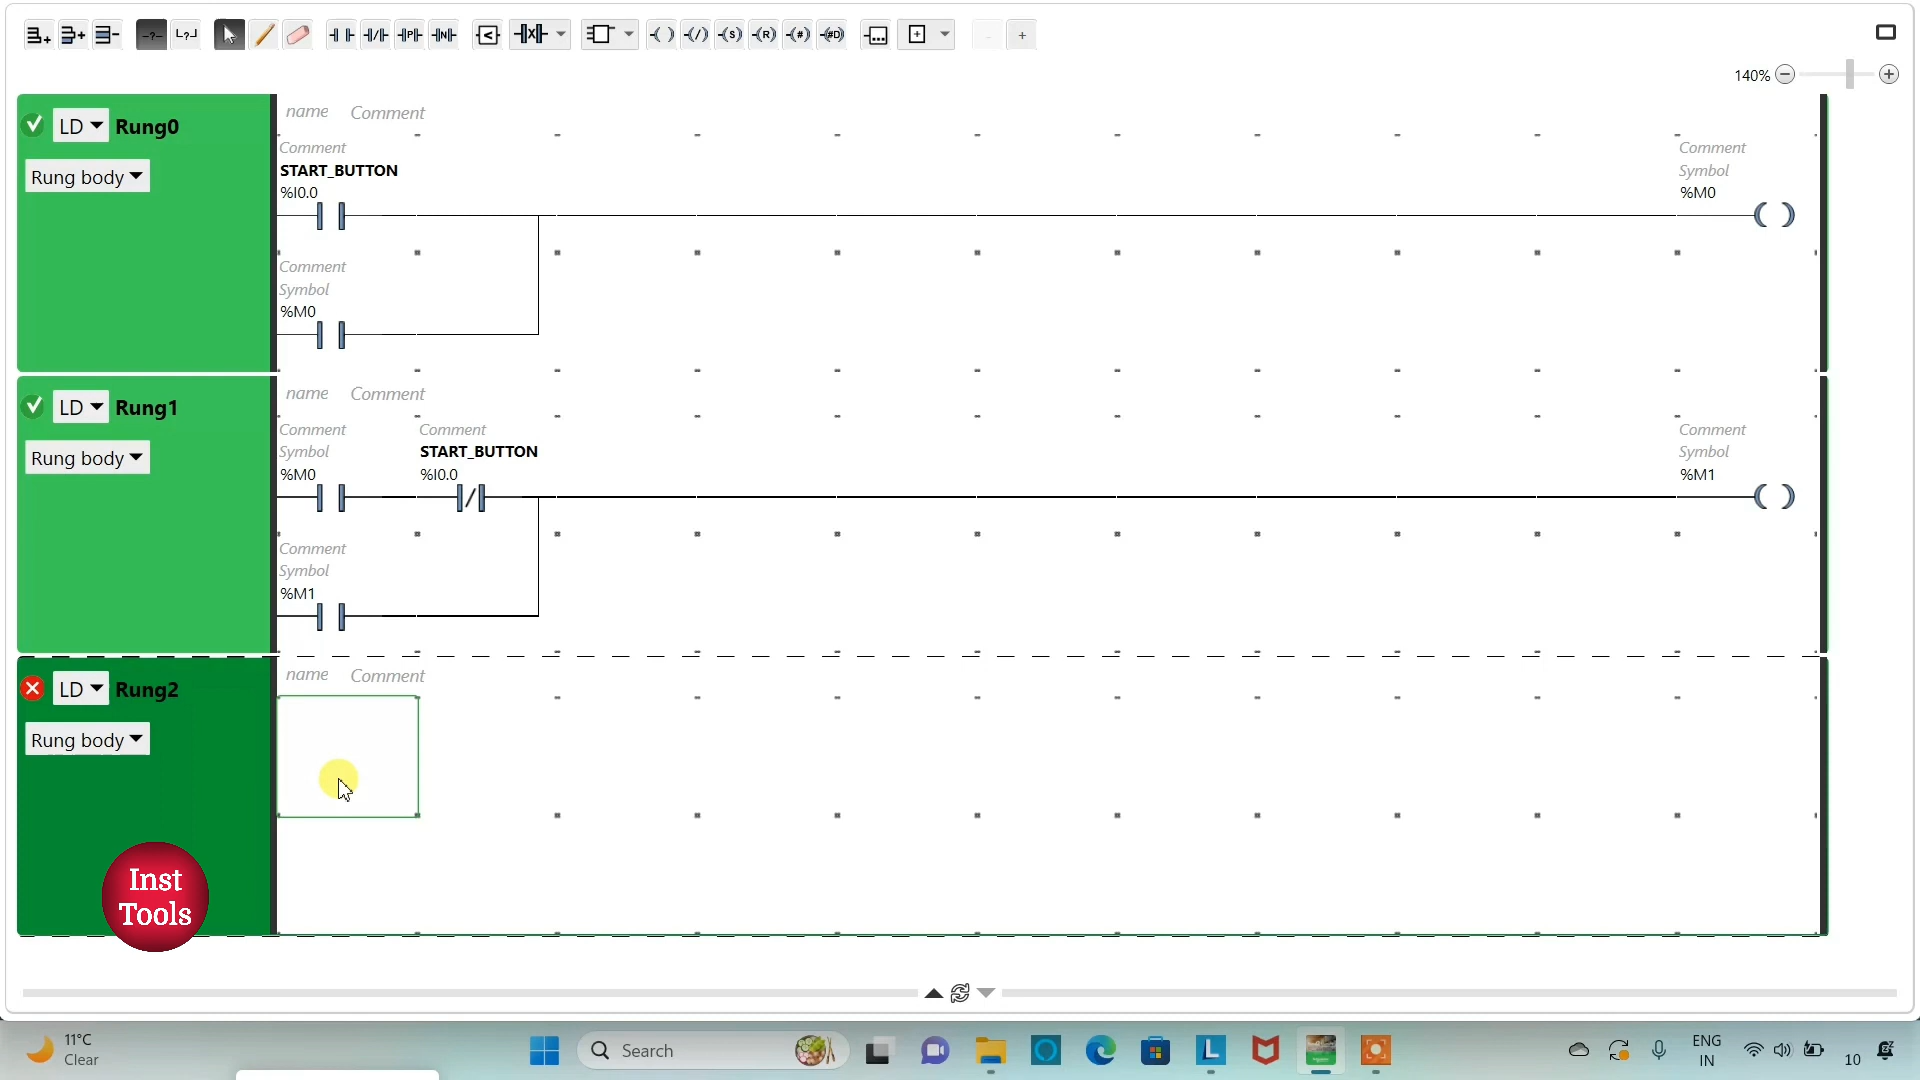 140%
LD Rung0
name Comment
Rung body
Comment
START_BUTTON
%I0.0
Comment
Symbol
%M0
Comment
Symbol
%M0
LD Rung1
name Comment
Rung body
Comment
Symbol
%M0
Comment
START_BUTTON
%I0.0
Comment
Symbol
%M1
Comment
Symbol
%M1
LD Rung2
name Comment
Rung body
Inst
Tools
11°C
Clear
Search
ENG
IN
10